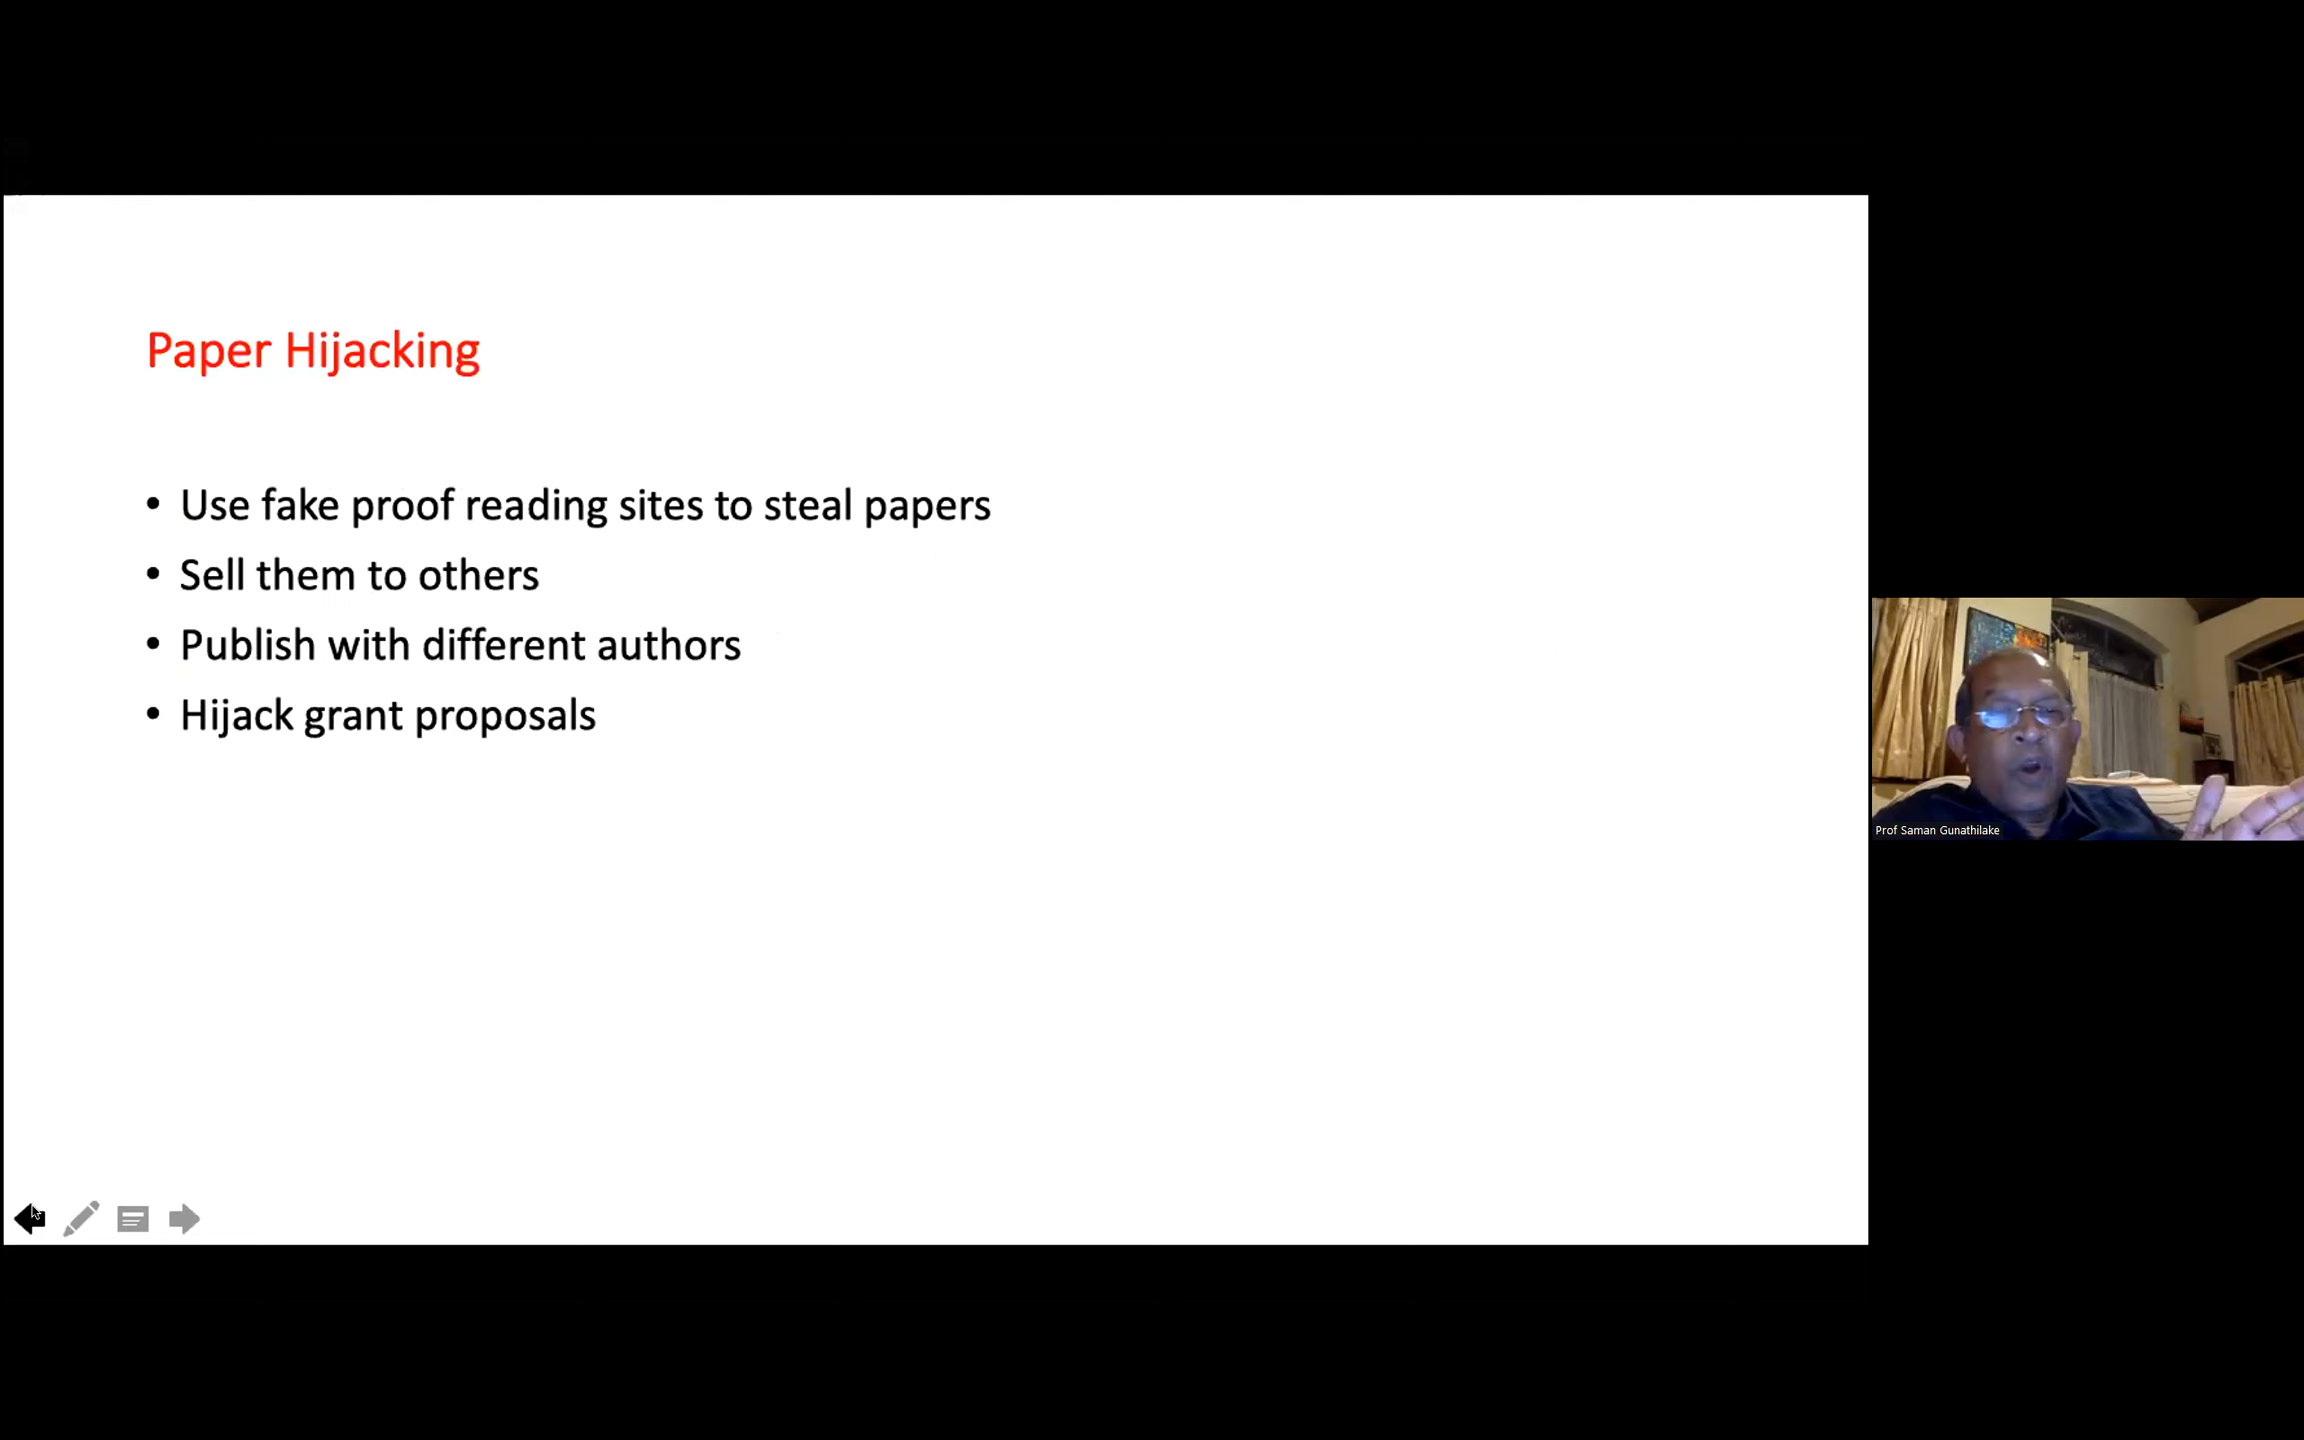 Paper Hijacking
• Use fake proof reading sites to steal papers
• Sell them to others
• Publish with different authors
• Hijack grant proposals
Prof Saman Gunathilake